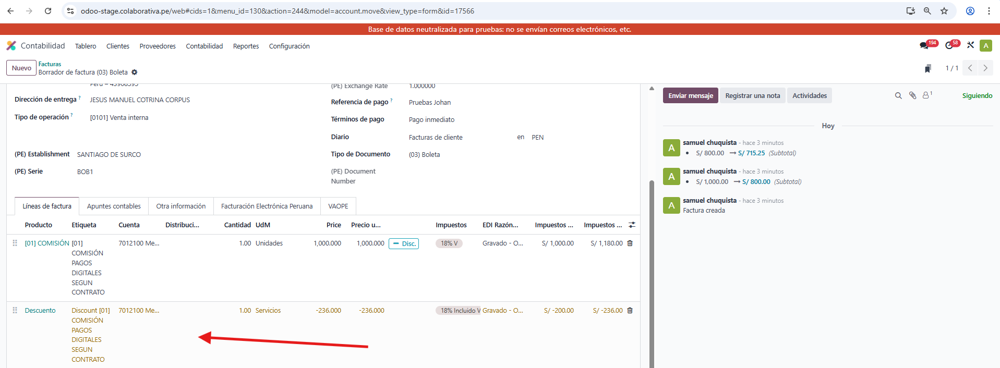 odoo-stage.colaborativa.pe/web#cids=1&menu_id=130&action=244&model=account.move&view_type=form&id=17566
Base de datos neutralizada para pruebas: no se envían correos electrónicos, etc.
Contabilidad Tablero Clientes Proveedores Contabilidad Reportes Configuración 194 58 A
Nuevo Facturas
Borrador de factura (03) Boleta 1 / 1
(PE) Exchange Rate 1.000000
Dirección de entrega ? JESUS MANUEL COTRINA CORPUS
Referencia de pago ? Pruebas Johan
Tipo de operación ? [0101] Venta interna
Términos de pago Pago inmediato
Diario Facturas de cliente en PEN
(PE) Establishment SANTIAGO DE SURCO
Tipo de Documento (03) Boleta
(PE) Serie BOB1
(PE) Document
Number
Líneas de factura Apuntes contables Otra información Facturación Electrónica Peruana VAOPE
Producto Etiqueta Cuenta Distribuci... Cantidad UdM Price Precio u... Impuestos EDI Razón... Impuestos ... Impuestos ...
[01] COMISIÓN [01] 7012100 Me... 1.00 Unidades 1,000.000 1,000.000 Disc. 18% V Gravado - O... S/ 1,000.00 S/ 1,180.00
COMISIÓN
PAGOS
DIGITALES
SEGUN
CONTRATO
Descuento Discount [01] 7012100 Me... 1.00 Servicios -236.000 -236.000 18% Incluido V Gravado - O... S/ -200.00 S/ -236.00
COMISIÓN
PAGOS
DIGITALES
SEGUN
CONTRATO
Enviar mensaje Registrar una nota Actividades 1 Siguiendo
Hoy
A samuel chuquista - hace 3 minutos
S/ 800.00 → S/ 715.25 (Subtotal)
A samuel chuquista - hace 3 minutos
S/ 1,000.00 → S/ 800.00 (Subtotal)
A samuel chuquista - hace 3 minutos
Factura creada